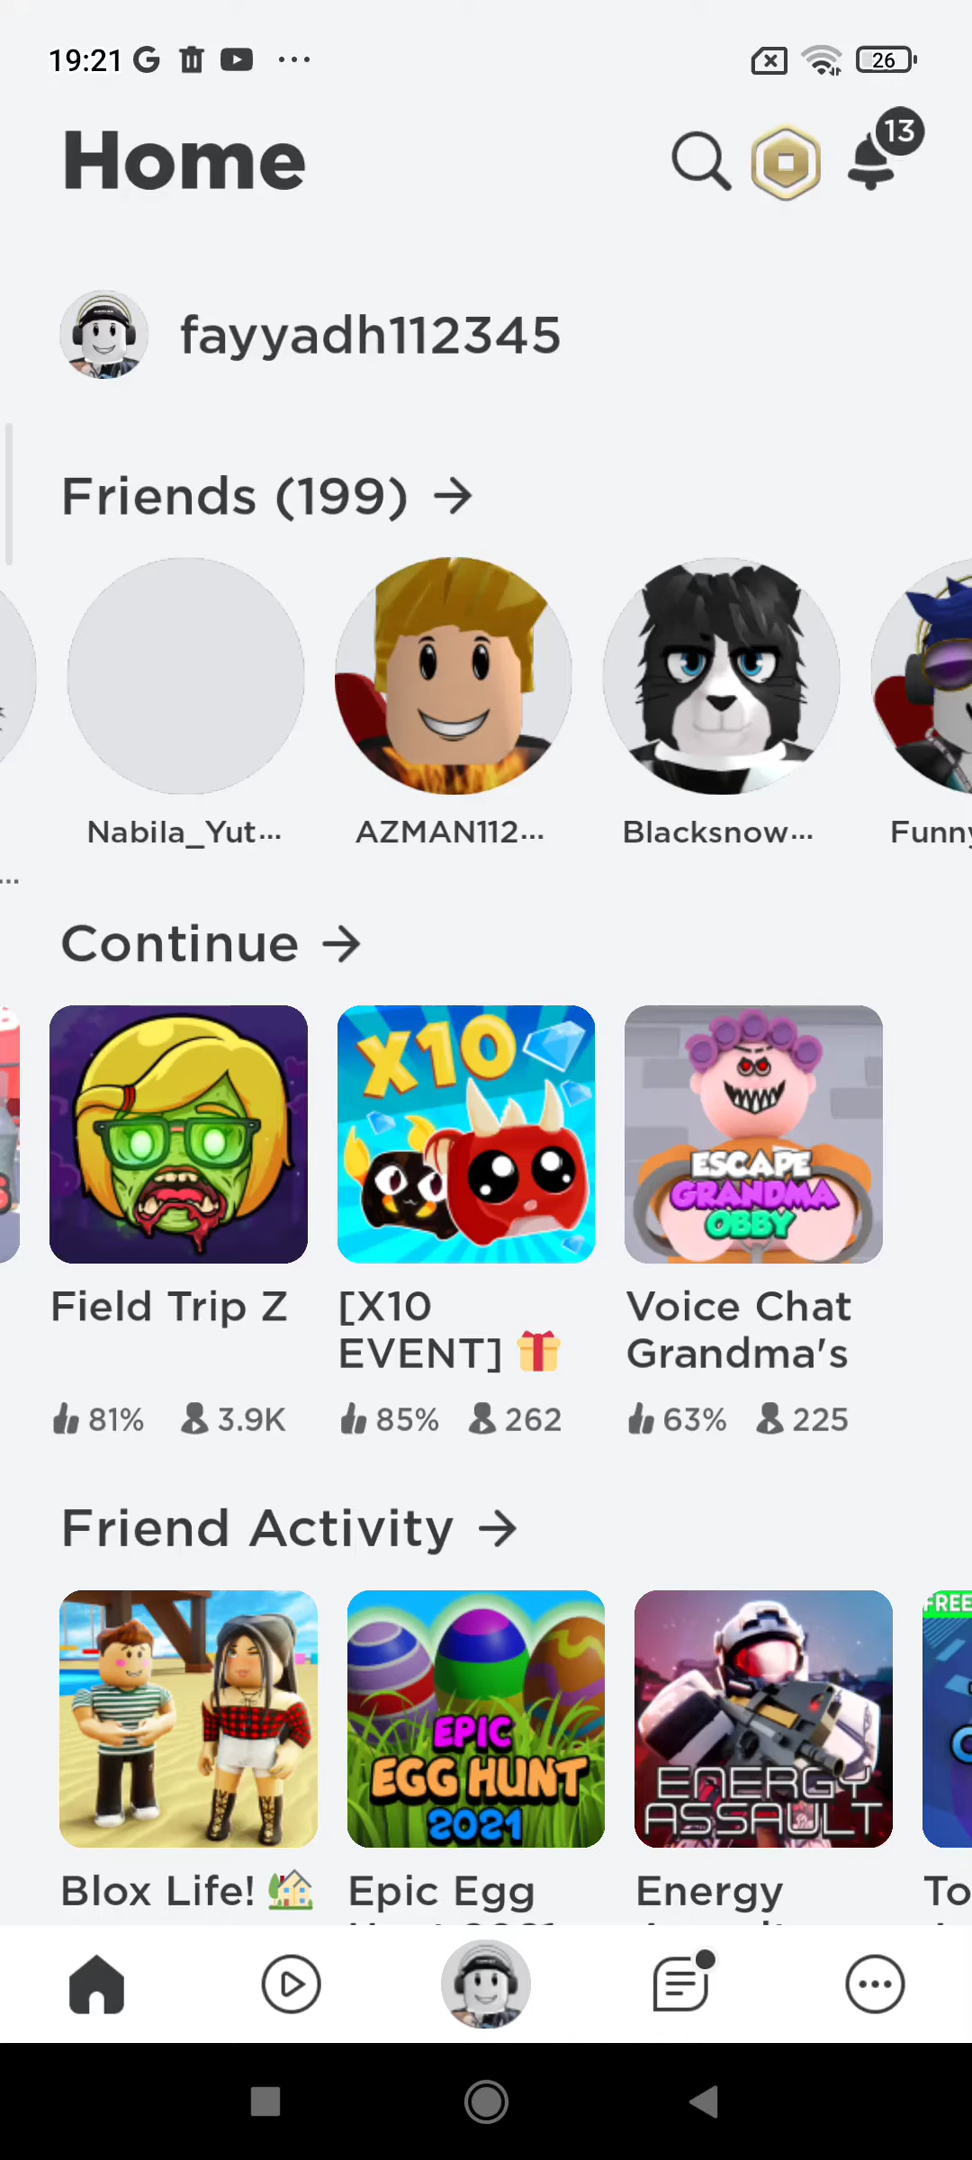 19:21
26
Home
13
fayyadh112345
Friends (199)
Nabila_Yut...
AZMAN112...
Blacksnow...
Funny
...
Continue
X10
ESCAPE
GRANDMA
OBBY
Field Trip Z
[X10
EVENT] 🎁
Voice Chat
Grandma's
81% 3.9K
85% 262
63% 225
Friend Activity
EPIC
EGG HUNT
2021
ENERGY
ASSAULT
FREE
Blox Life! 🏡
Epic Egg
Energy
To